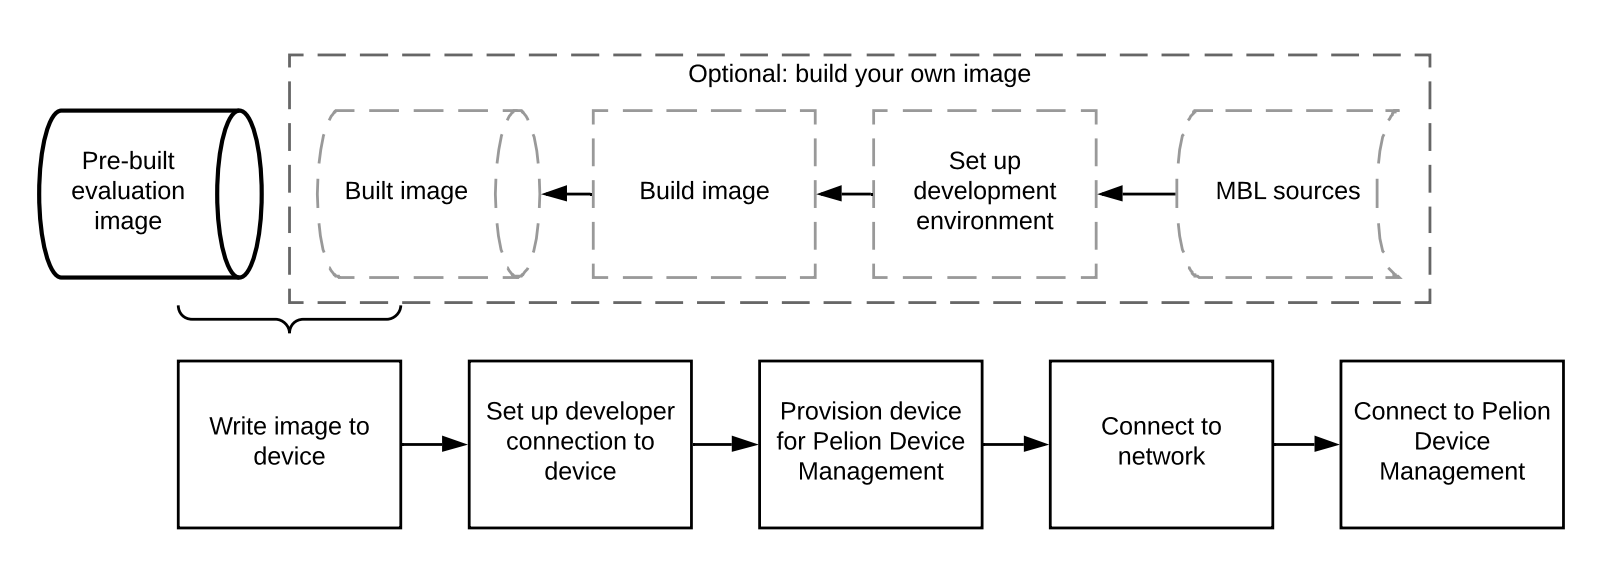 Optional: build your own image
Pre-built
evaluation
image
Built image
Build image
Set up
development
environment
MBL sources
Write image to
device
Set up developer
connection to
device
Provision device
for Pelion Device
Management
Connect to
network
Connect to Pelion
Device
Management